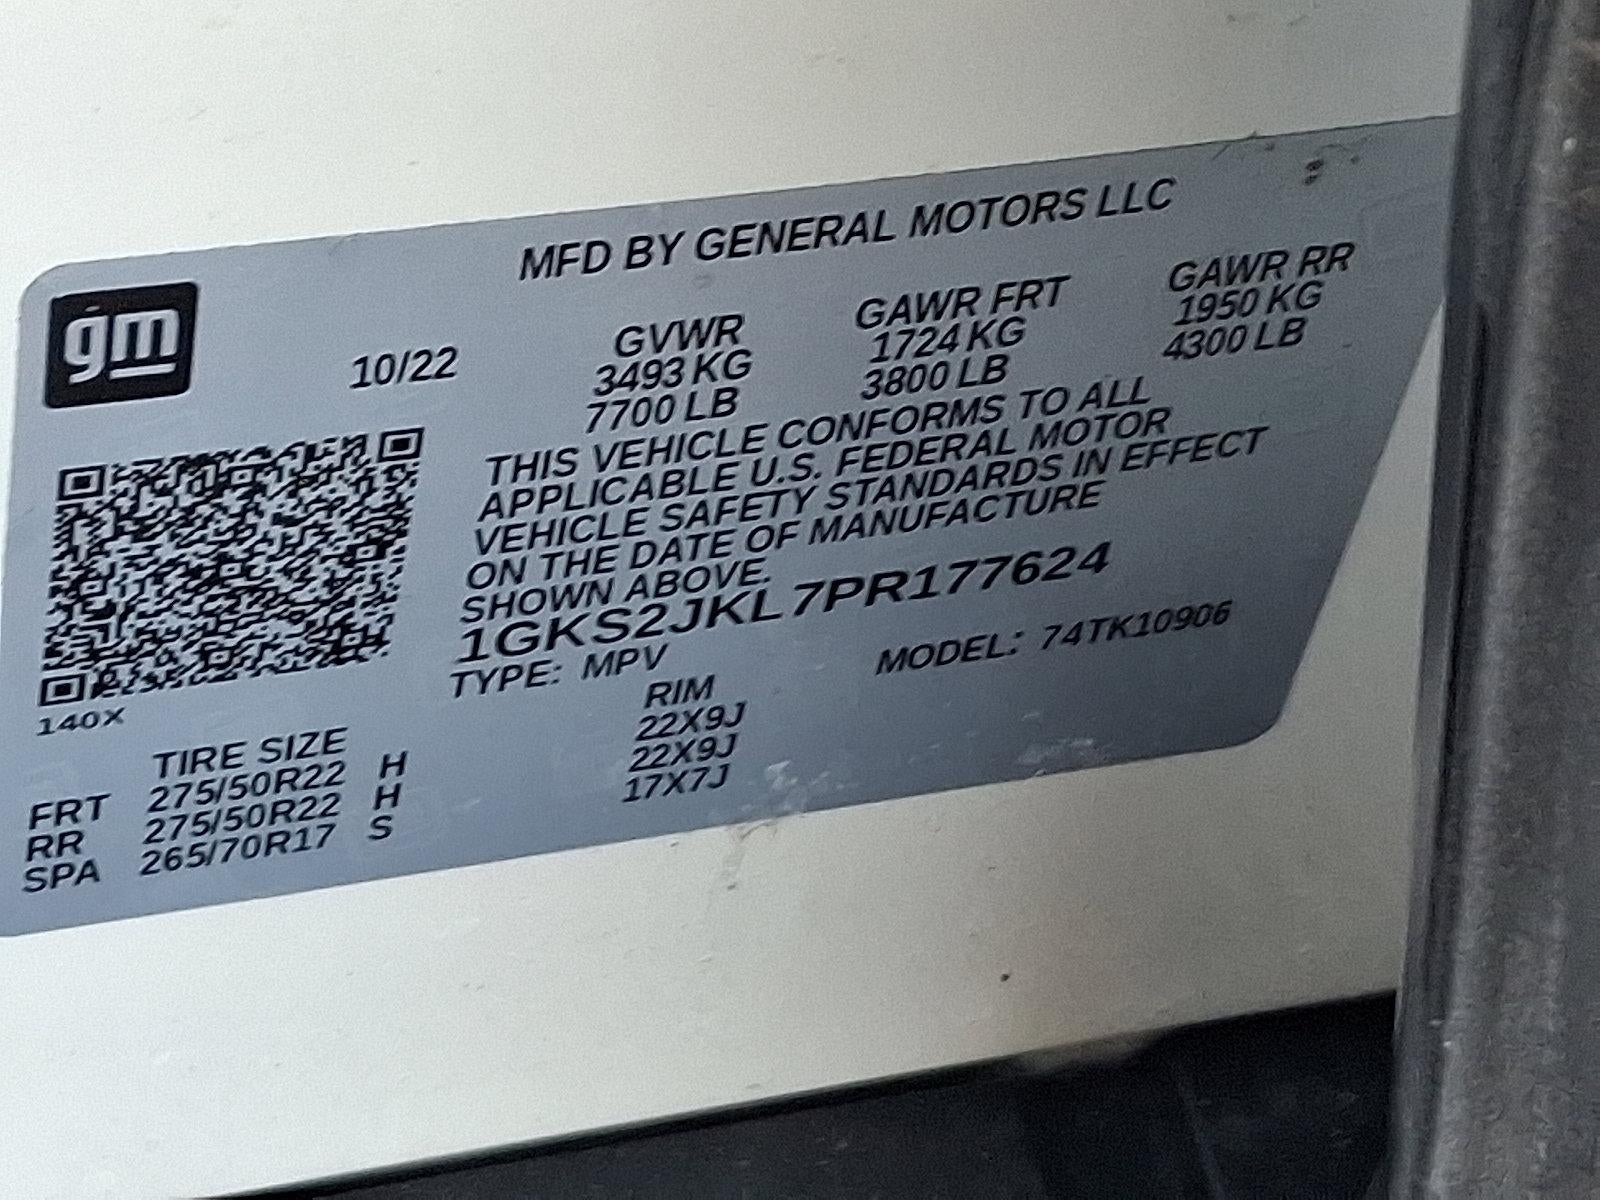 gm
MFD BY GENERAL MOTORS LLC
10/22
GVWR
3493 KG
7700 LB
GAWR FRT
1724 KG
3800 LB
GAWR RR
1950 KG
4300 LB
THIS VEHICLE CONFORMS TO ALL
APPLICABLE U.S. FEDERAL MOTOR
VEHICLE SAFETY STANDARDS IN EFFECT
ON THE DATE OF MANUFACTURE
SHOWN ABOVE.
1GKS2JKL7PR177624
TYPE: MPV MODEL: 74TK10906
140X
TIRE SIZE RIM
FRT 275/50R22 H 22X9J
RR 275/50R22 H 22X9J
SPA 265/70R17 S 17X7J